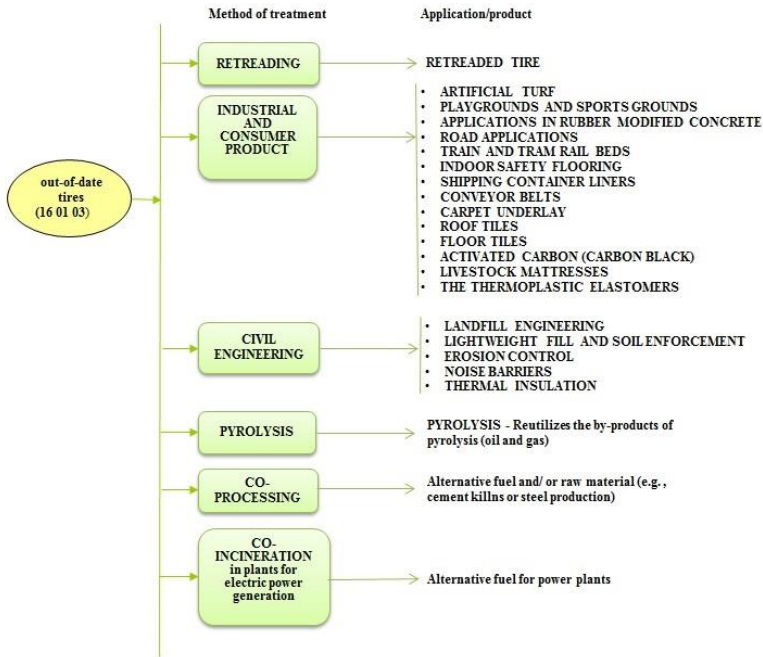 Method of treatment
Application/product
out-of-date
tires
(16 01 03)
RETREADING
RETREADED TIRE
INDUSTRIAL
AND
CONSUMER
PRODUCT
• ARTIFICIAL TURF
• PLAYGROUNDS AND SPORTS GROUNDS
• APPLICATIONS IN RUBBER MODIFIED CONCRETE
• ROAD APPLICATIONS
• TRAIN AND TRAM RAIL BEDS
• INDOOR SAFETY FLOORING
• SHIPPING CONTAINER LINERS
• CONVEYOR BELTS
• CARPET UNDERLAY
• ROOF TILES
• FLOOR TILES
• ACTIVATED CARBON (CARBON BLACK)
• LIVESTOCK MATTRESSES
• THE THERMOPLASTIC ELASTOMERS
CIVIL
ENGINEERING
• LANDFILL ENGINEERING
• LIGHTWEIGHT FILL AND SOIL ENFORCEMENT
• EROSION CONTROL
• NOISE BARRIERS
• THERMAL INSULATION
PYROLYSIS
PYROLYSIS - Reutilizes the by-products of
pyrolysis (oil and gas)
CO-
PROCESSING
Alternative fuel and/ or raw material (e.g. ,
cement killns or steel production)
CO-
INCINERATION
in plants for
electric power
generation
Alternative fuel for power plants